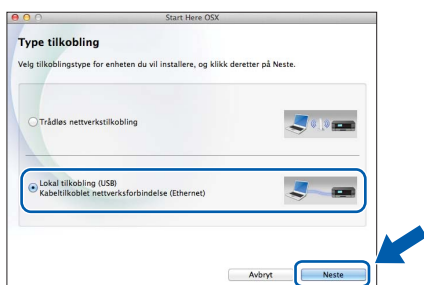 Start Here OSX
Type tilkobling
Velg tilkoblingstype for enheten du vil installere, og klikk deretter på Neste.
Trådløs nettverkstilkobling
Lokal tilkobling (USB)
Kabeltilkoblet nettverksforbindelse (Ethernet)
Avbryt
Neste